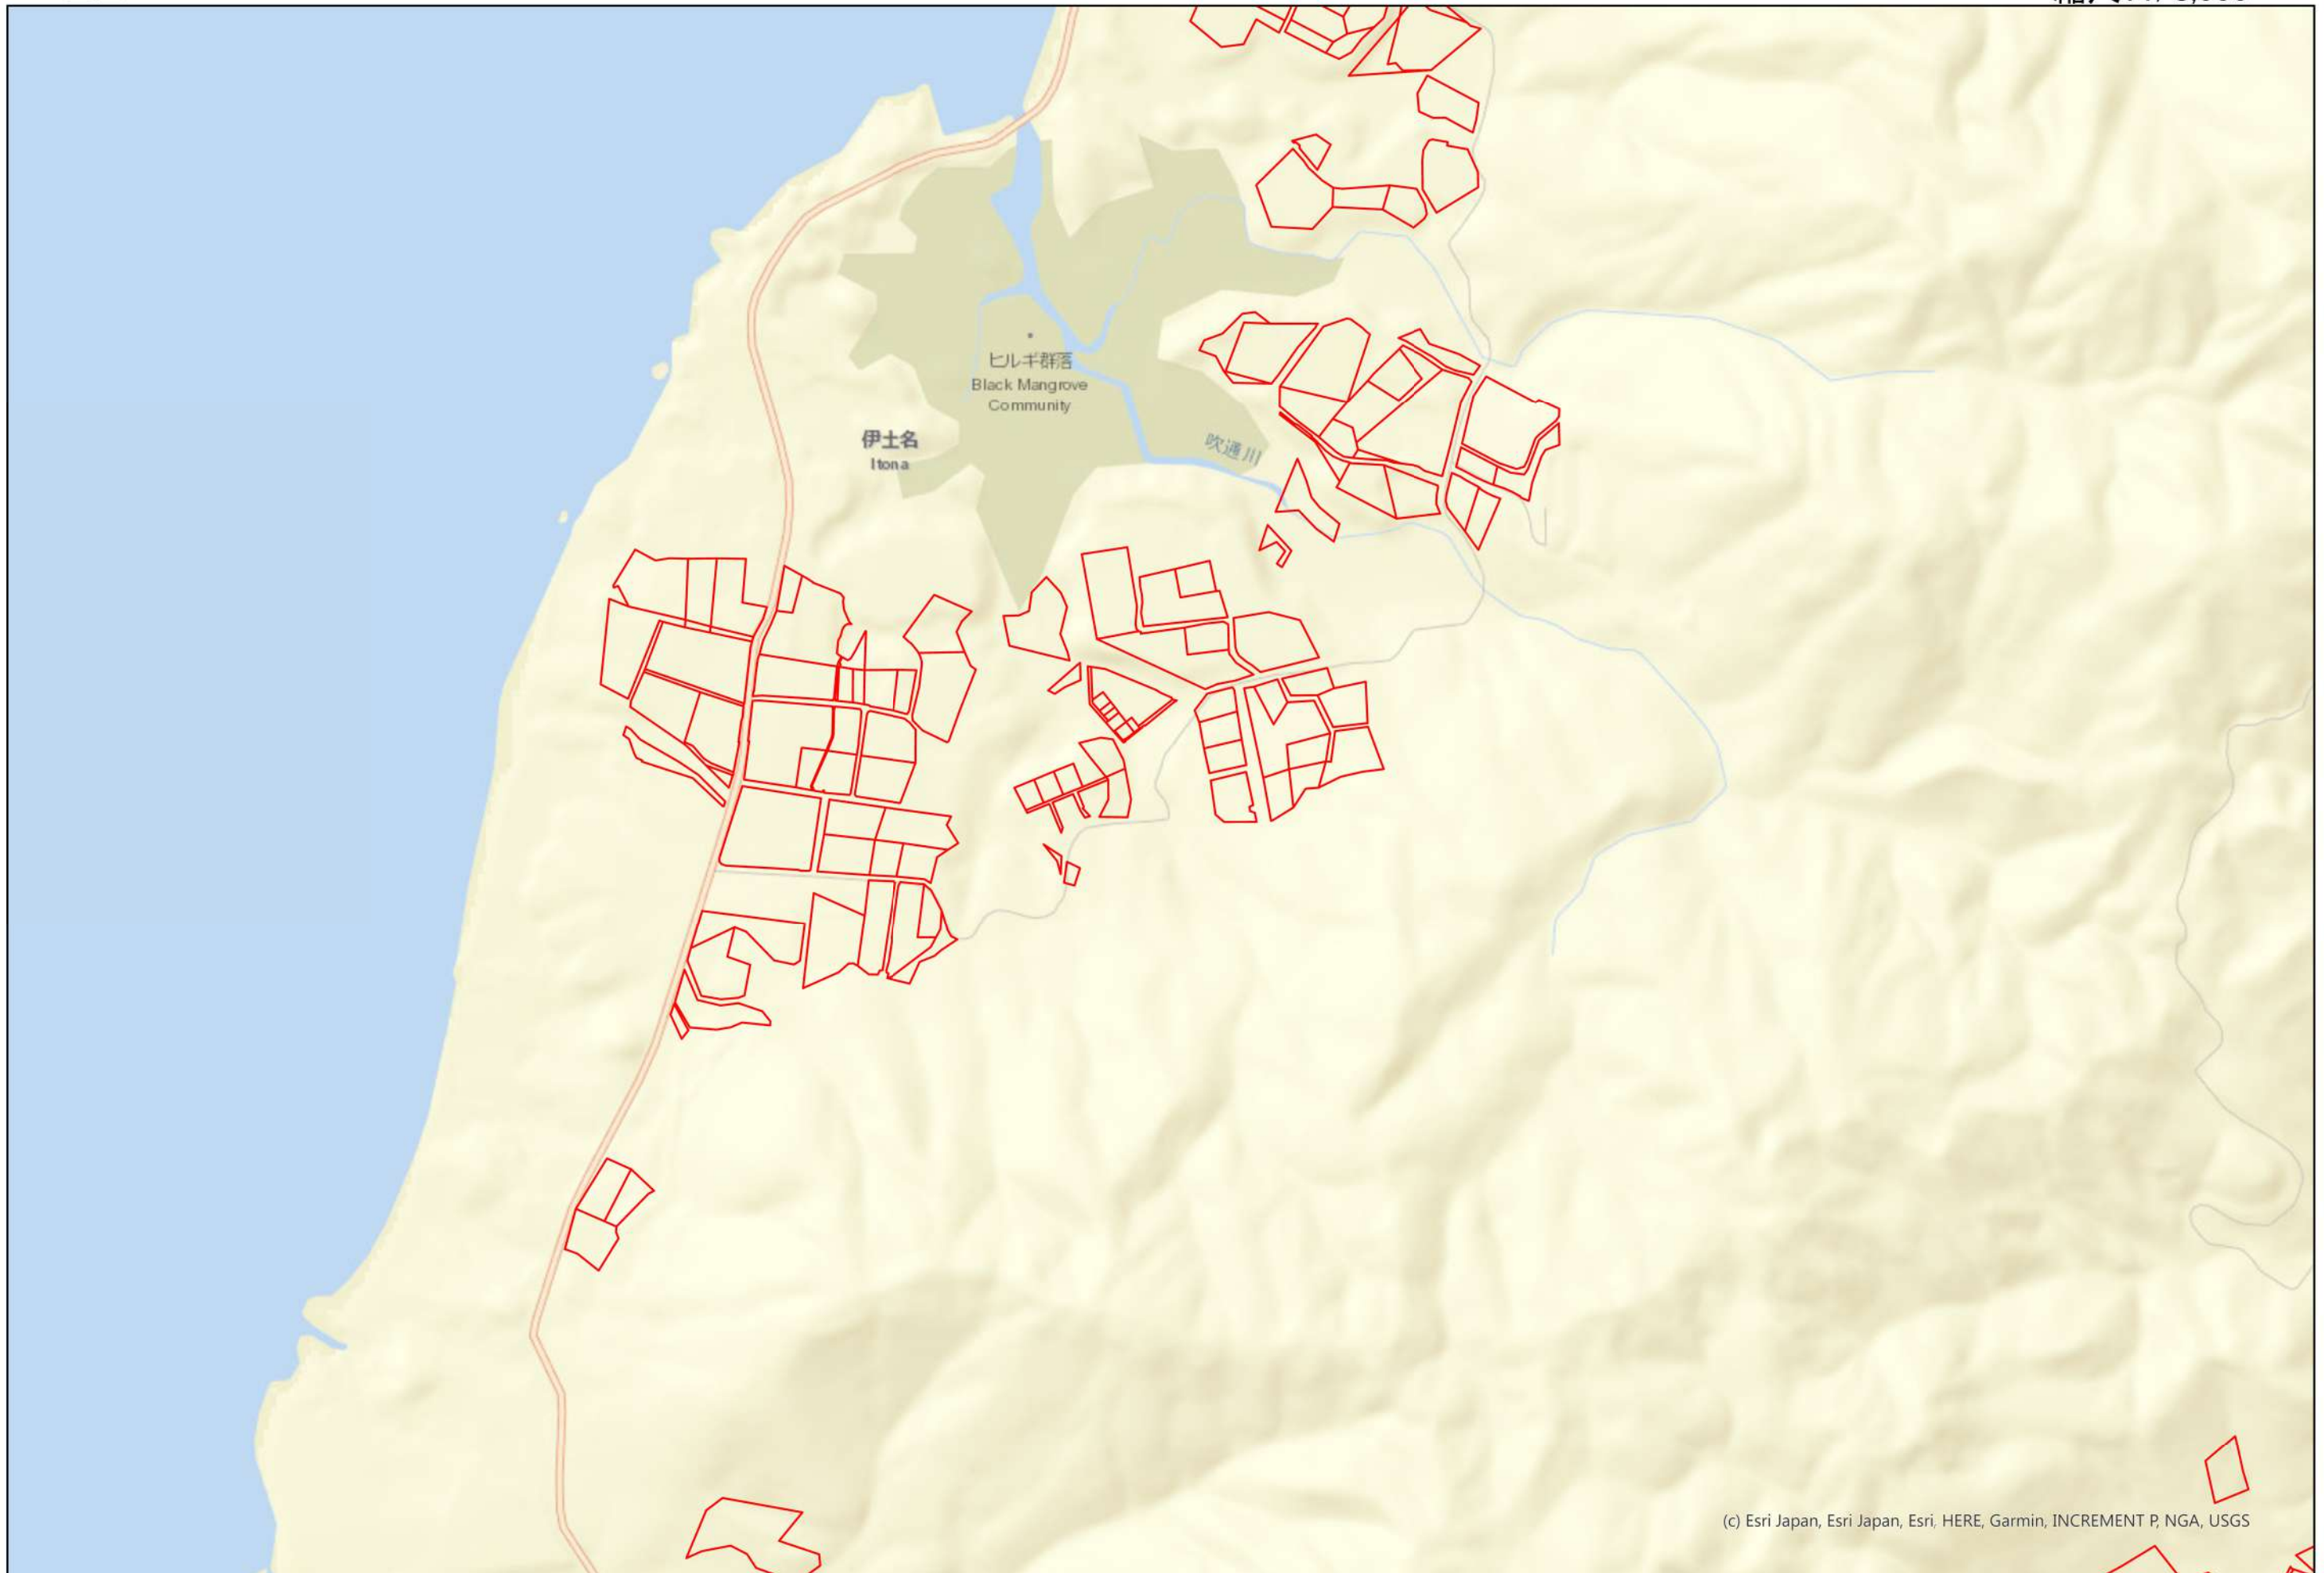 ヒルギ群落
Black Mangrove
Community
伊土名
Itona
吹通川
(c) Esri Japan, Esri Japan, Esri, HERE, Garmin, INCREMENT P, NGA, USGS